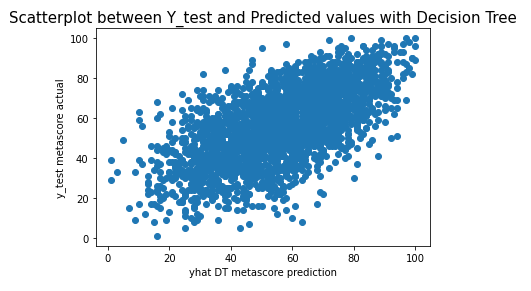 Scatterplot between Y_test and Predicted values with Decision Tree
100
80
60
40
20
0
y_test metascore actual
0 20 40 60 80 100
yhat DT metascore prediction